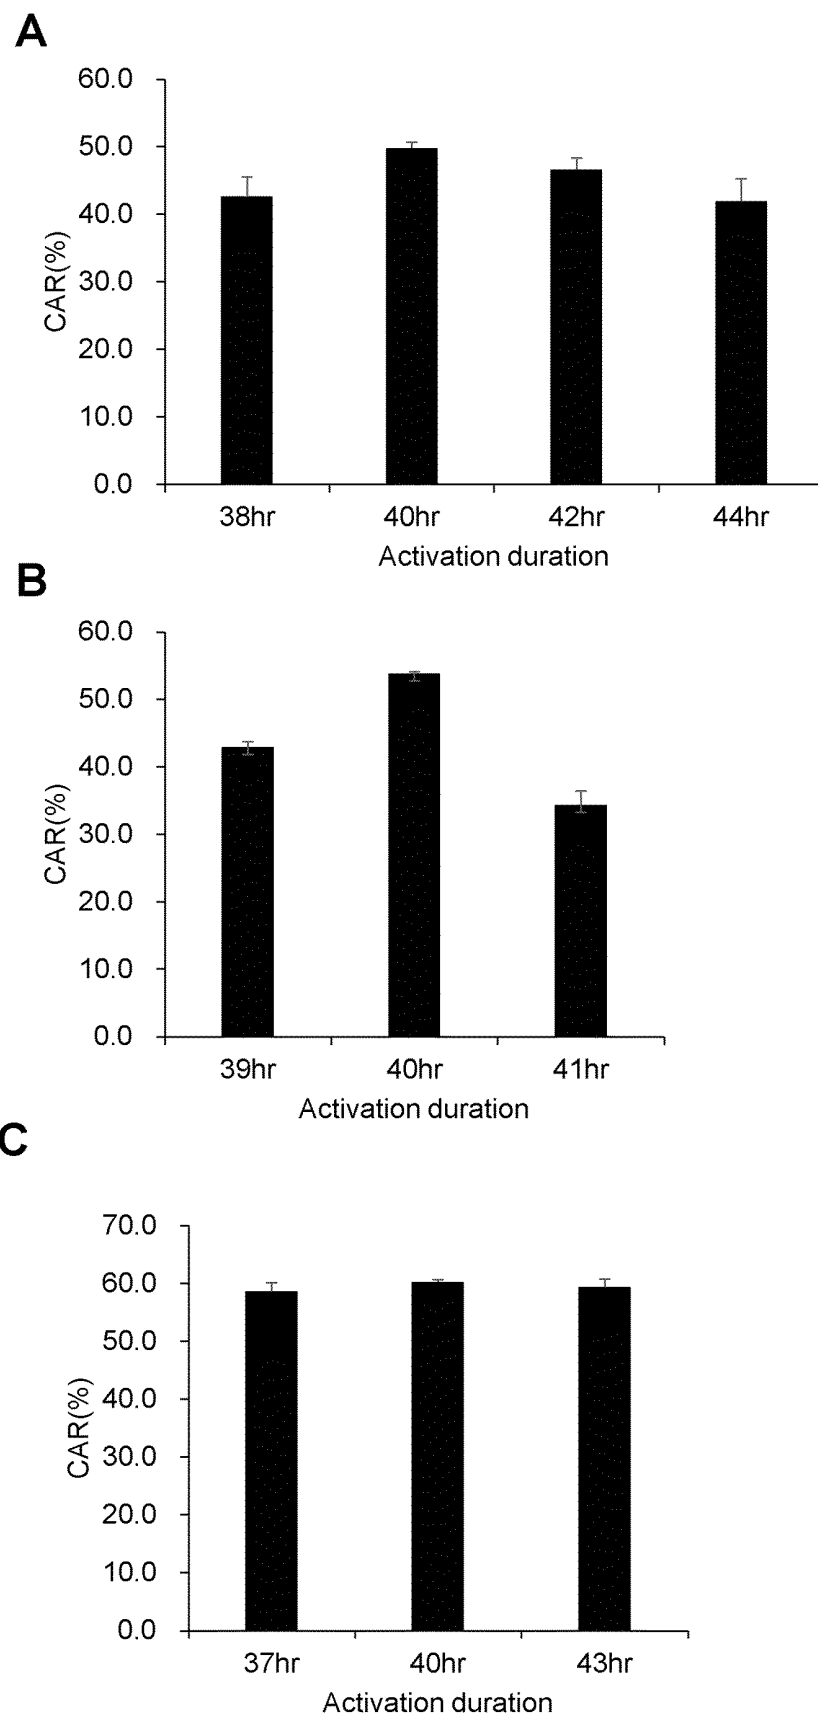 A
60.0
50.0
40.0
30.0
20.0
10.0
0.0
CAR(%)
38hr 40hr 42hr 44hr
Activation duration
B
60.0
50.0
40.0
30.0
20.0
10.0
0.0
CAR(%)
39hr 40hr 41hr
Activation duration
C
70.0
60.0
50.0
40.0
30.0
20.0
10.0
0.0
CAR(%)
37hr 40hr 43hr
Activation duration